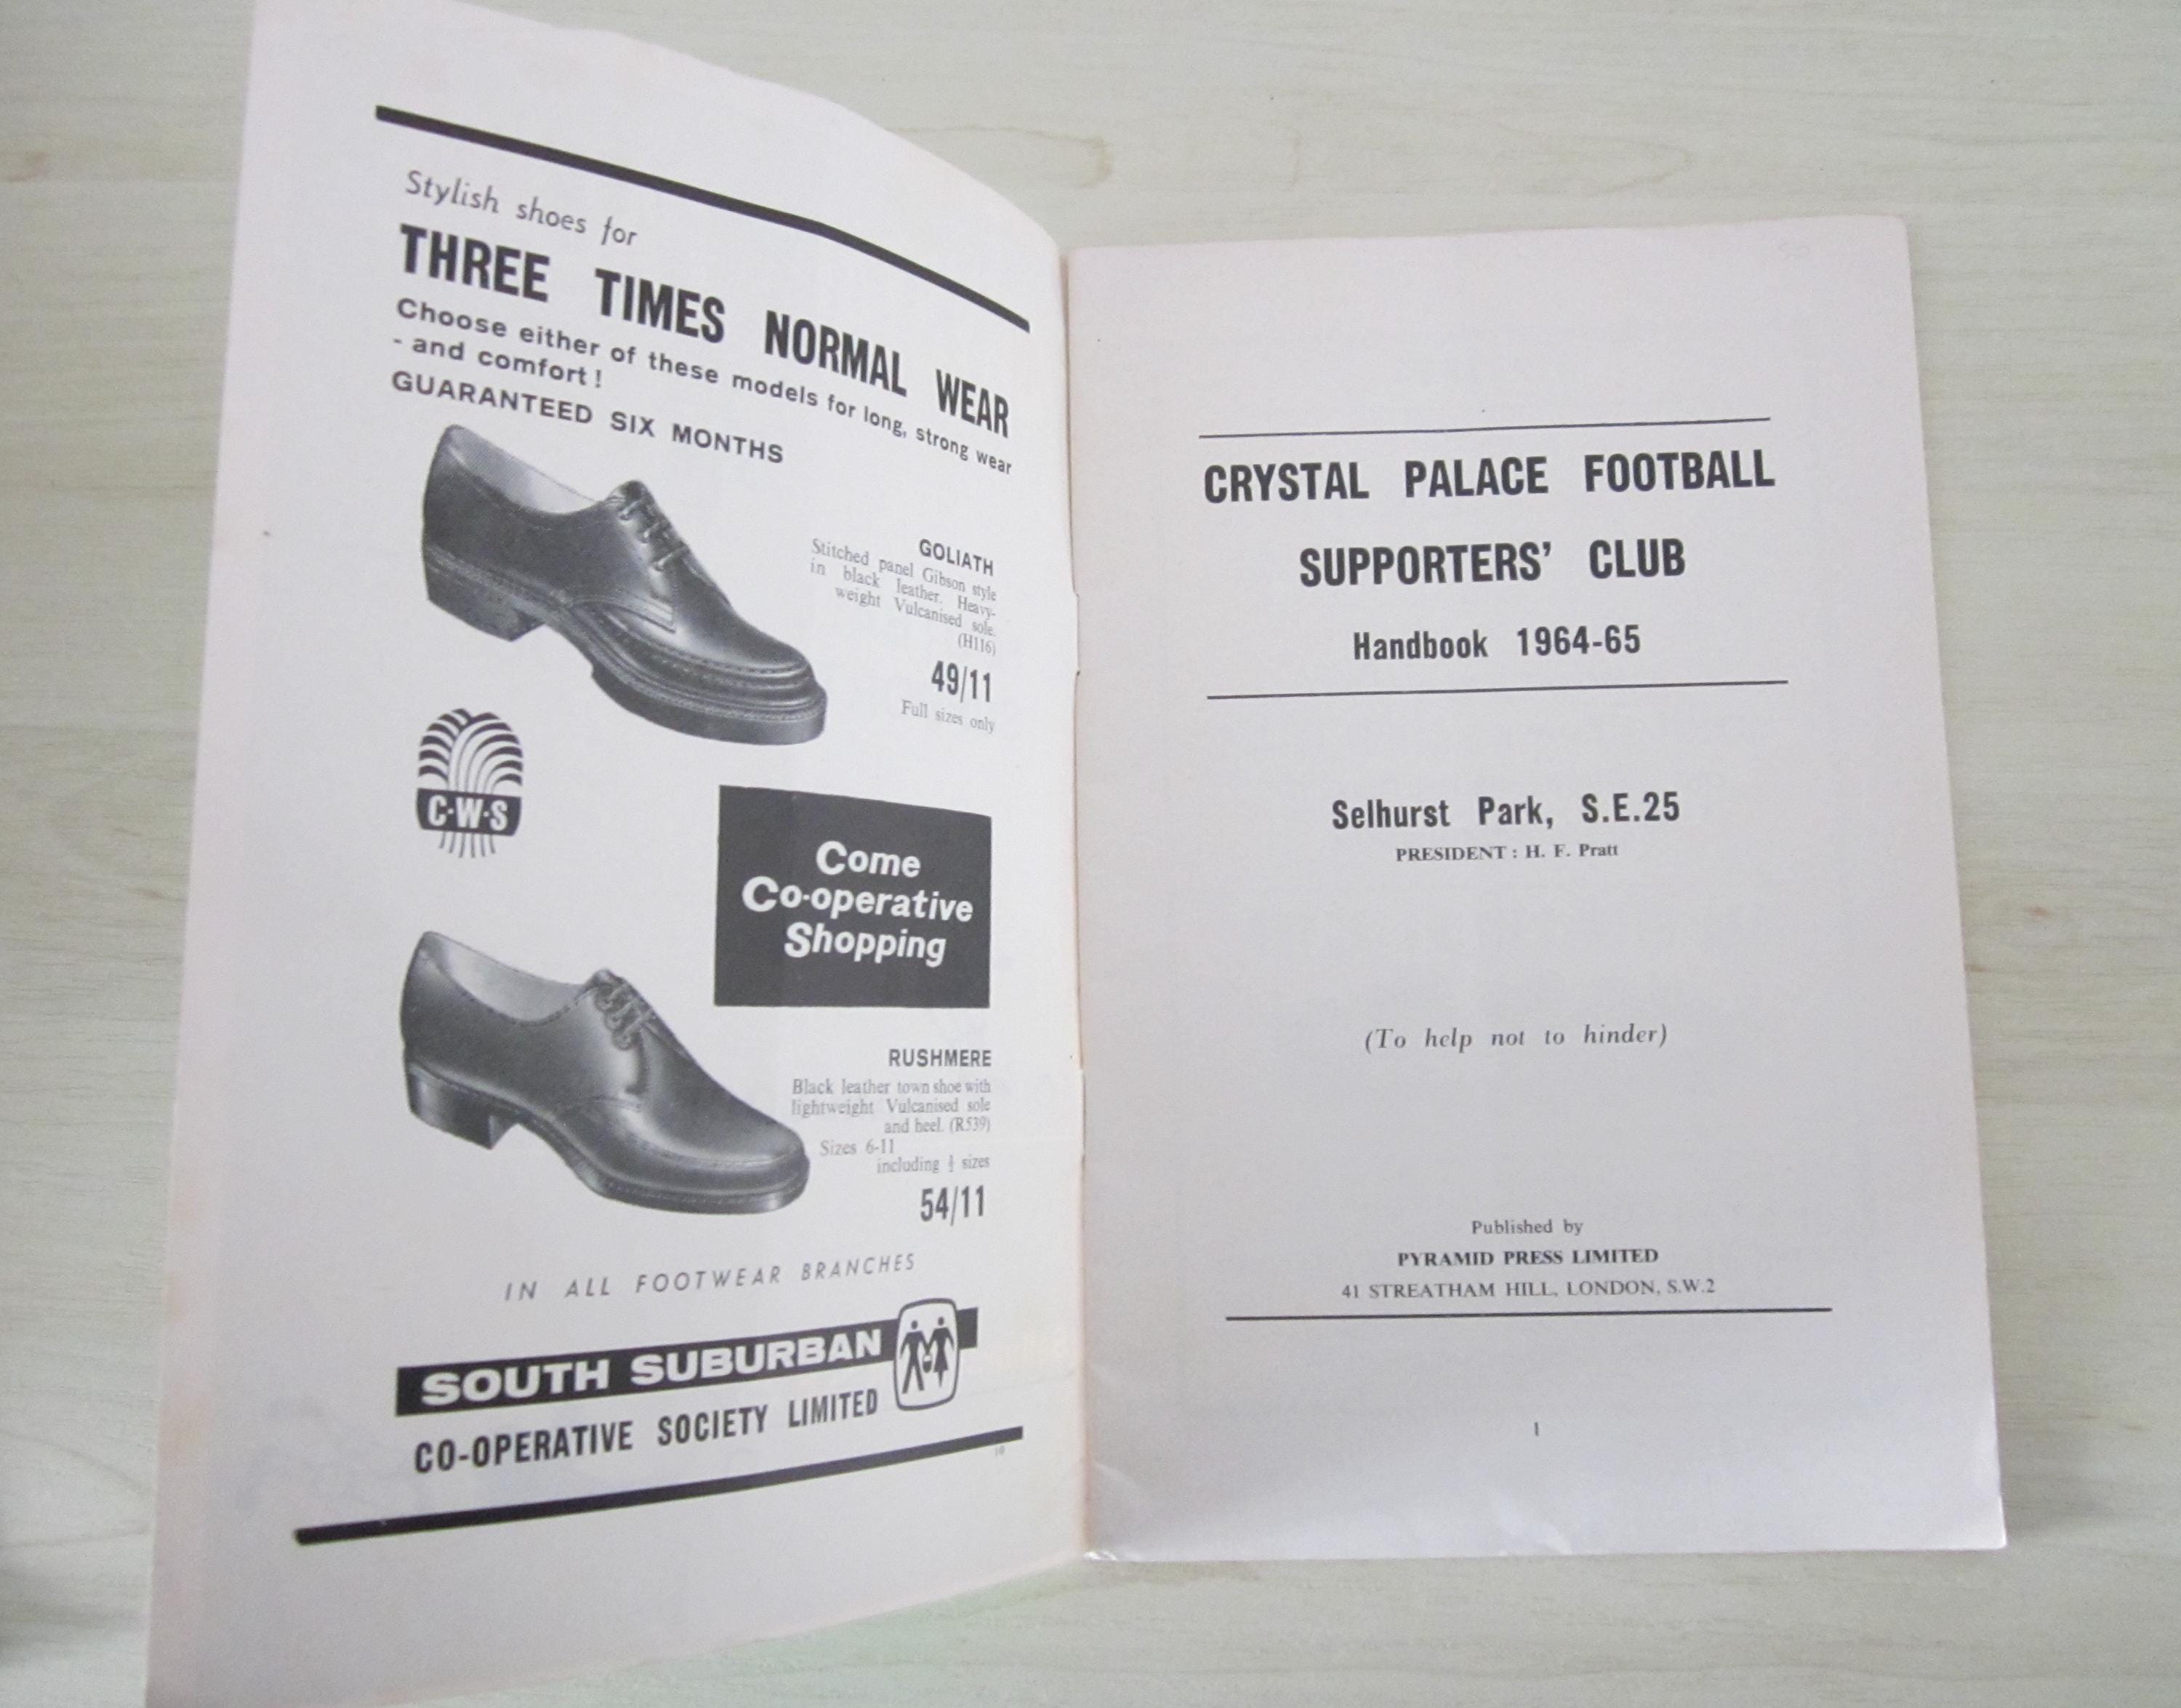 Stylish shoes for
THREE TIMES NORMAL WEAR
Choose either of these models for long, strong wear
- and comfort!
GUARANTEED SIX MONTHS
GOLIATH
Stitched panel Gibson style
in black leather. Heavy-
weight Vulcanised sole.
(H116)
49/11
Full sizes only
C·W·S
Come
Co-operative
Shopping
RUSHMERE
Black leather town shoe with
lightweight Vulcanised sole
and heel. (R539)
Sizes 6-11
including ½ sizes
54/11
IN ALL FOOTWEAR BRANCHES
SOUTH SUBURBAN
CO-OPERATIVE SOCIETY LIMITED
CRYSTAL PALACE FOOTBALL
SUPPORTERS' CLUB
Handbook 1964-65
Selhurst Park, S.E.25
PRESIDENT : H. F. Pratt
(To help not to hinder)
Published by
PYRAMID PRESS LIMITED
41 STREATHAM HILL, LONDON, S.W.2
1